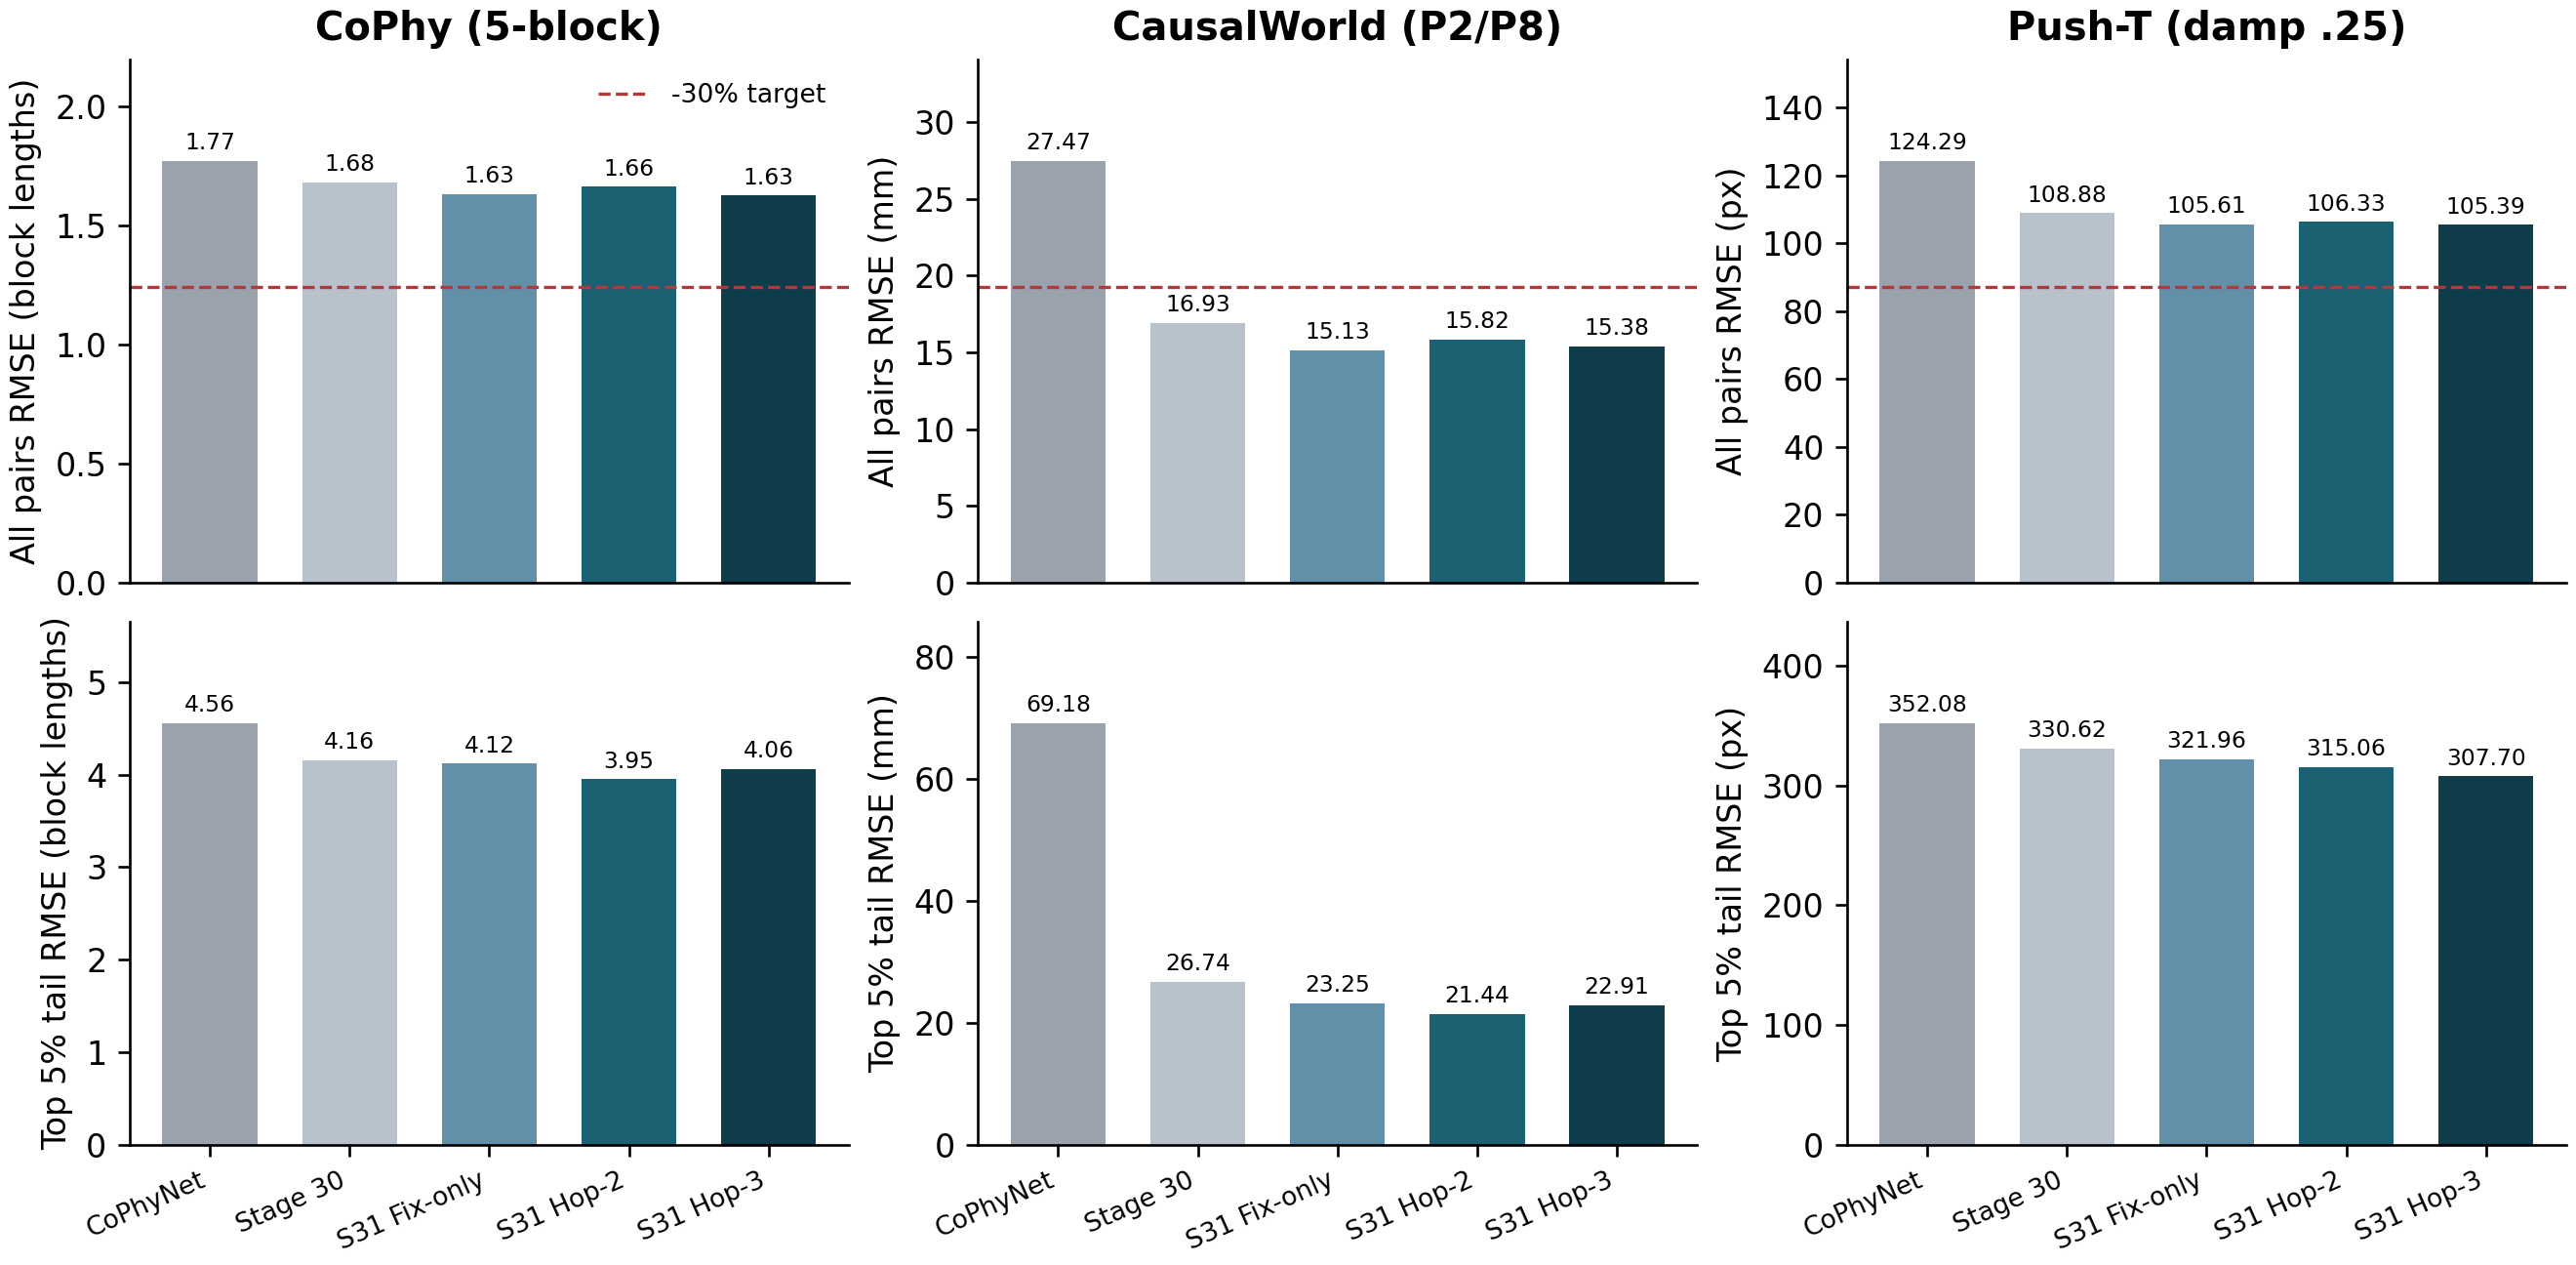 CoPhy (5-block)
All pairs RMSE (block lengths)
2.0
1.5
1.0
0.5
0.0
-30% target
1.77
1.68
1.63
1.66
1.63
CausalWorld (P2/P8)
All pairs RMSE (mm)
30
25
20
15
10
5
0
27.47
16.93
15.13
15.82
15.38
Push-T (damp .25)
All pairs RMSE (px)
140
120
100
80
60
40
20
0
124.29
108.88
105.61
106.33
105.39
Top 5% tail RMSE (block lengths)
5
4
3
2
1
0
4.56
4.16
4.12
3.95
4.06
CoPhyNet
Stage 30
S31 Fix-only
S31 Hop-2
S31 Hop-3
Top 5% tail RMSE (mm)
80
60
40
20
0
69.18
26.74
23.25
21.44
22.91
CoPhyNet
Stage 30
S31 Fix-only
S31 Hop-2
S31 Hop-3
Top 5% tail RMSE (px)
400
300
200
100
0
352.08
330.62
321.96
315.06
307.70
CoPhyNet
Stage 30
S31 Fix-only
S31 Hop-2
S31 Hop-3